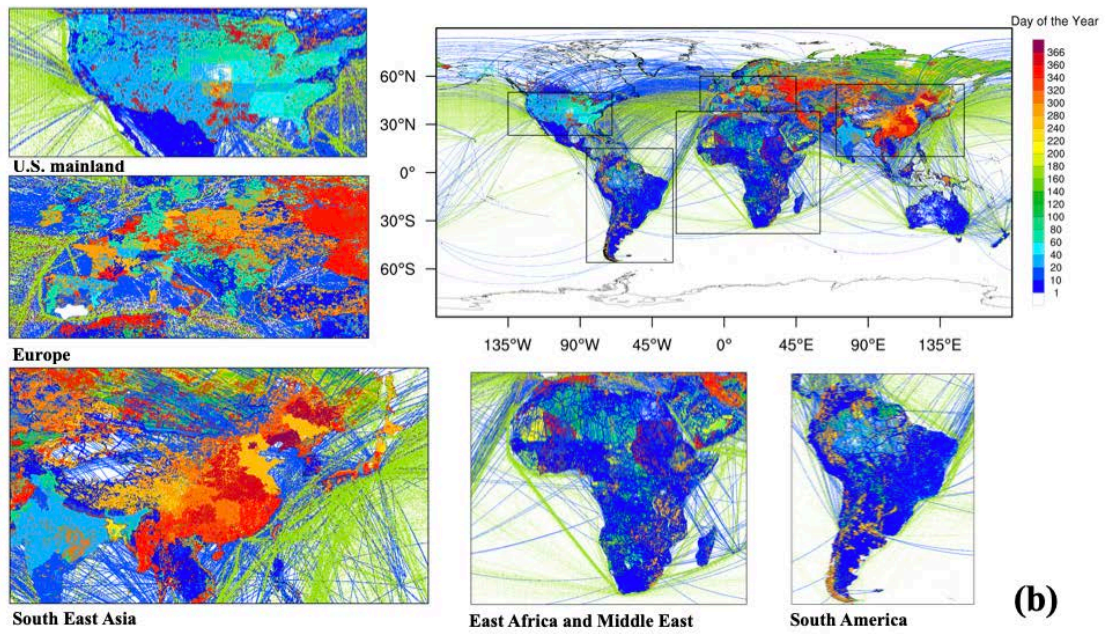 Day of the Year
366
360
340
320
300
280
260
240
220
200
180
160
140
120
100
80
60
40
20
10
1
60°N
30°N
0°
30°S
60°S
135°W 90°W 45°W 0° 45°E 90°E 135°E
U.S. mainland
Europe
South East Asia
East Africa and Middle East
South America
(b)